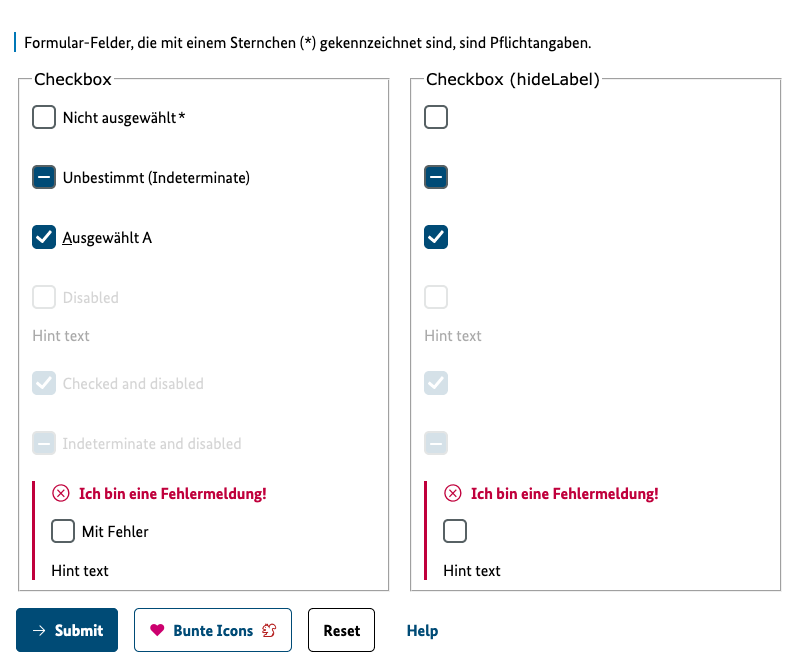 Formular-Felder, die mit einem Sternchen (*) gekennzeichnet sind, sind Pflichtangaben.
Checkbox
Nicht ausgewählt*
Unbestimmt (Indeterminate)
Ausgewählt A
Disabled
Hint text
Checked and disabled
Indeterminate and disabled
Ich bin eine Fehlermeldung!
Mit Fehler
Hint text
Checkbox (hideLabel)
Hint text
Ich bin eine Fehlermeldung!
Hint text
Submit
Bunte Icons
Reset
Help